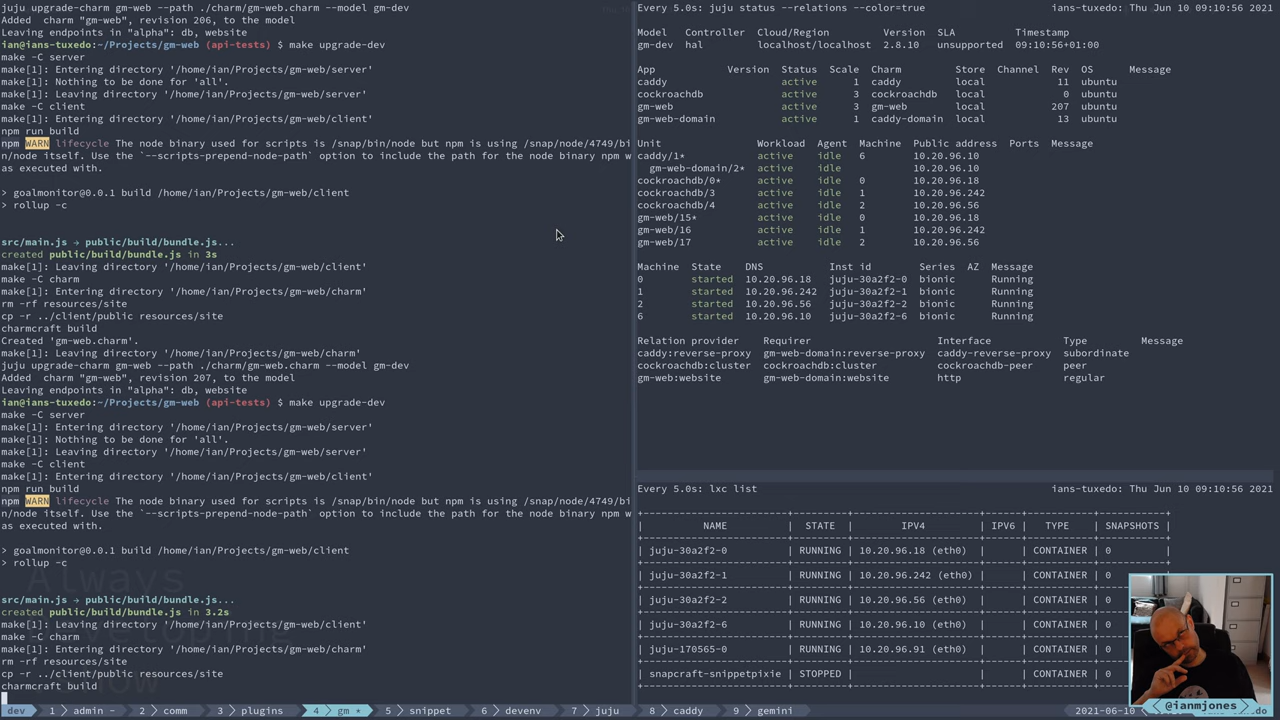 juju upgrade-charm gm-web --path ./charm/gm-web.charm --model gm-dev
Added  charm "gm-web", revision 206, to the model
Leaving endpoints in "alpha": db, website
ian@ians-tuxedo:~/Projects/gm-web (api-tests) $ make upgrade-dev
make -C server
make[1]: Entering directory '/home/ian/Projects/gm-web/server'
make[1]: Nothing to be done for 'all'.
make[1]: Leaving directory '/home/ian/Projects/gm-web/server'
make -C client
make[1]: Entering directory '/home/ian/Projects/gm-web/client'
npm run build
npm WARN lifecycle The node binary used for scripts is /snap/bin/node but npm is using /snap/node/4749/bi
n/node itself. Use the `--scripts-prepend-node-path` option to include the path for the node binary npm w
as executed with.
> goalmonitor@0.0.1 build /home/ian/Projects/gm-web/client
> rollup -c
src/main.js → public/build/bundle.js...
created public/build/bundle.js in 3s
make[1]: Leaving directory '/home/ian/Projects/gm-web/client'
make -C charm
make[1]: Entering directory '/home/ian/Projects/gm-web/charm'
rm -rf resources/site
cp -r ../client/public resources/site
charmcraft build
Created 'gm-web.charm'.
make[1]: Leaving directory '/home/ian/Projects/gm-web/charm'
juju upgrade-charm gm-web --path ./charm/gm-web.charm --model gm-dev
Added  charm "gm-web", revision 207, to the model
Leaving endpoints in "alpha": db, website
ian@ians-tuxedo:~/Projects/gm-web (api-tests) $ make upgrade-dev
make -C server
make[1]: Entering directory '/home/ian/Projects/gm-web/server'
make[1]: Nothing to be done for 'all'.
make[1]: Leaving directory '/home/ian/Projects/gm-web/server'
make -C client
make[1]: Entering directory '/home/ian/Projects/gm-web/client'
npm run build
npm WARN lifecycle The node binary used for scripts is /snap/bin/node but npm is using /snap/node/4749/bi
n/node itself. Use the `--scripts-prepend-node-path` option to include the path for the node binary npm w
as executed with.
> goalmonitor@0.0.1 build /home/ian/Projects/gm-web/client
> rollup -c
src/main.js → public/build/bundle.js...
created public/build/bundle.js in 3.2s
make[1]: Leaving directory '/home/ian/Projects/gm-web/client'
make -C charm
make[1]: Entering directory '/home/ian/Projects/gm-web/charm'
rm -rf resources/site
cp -r ../client/public resources/site
charmcraft build
Always
Every 5.0s: juju status --relations --color=true ians-tuxedo: Thu Jun 10 09:10:56 2021
Model Controller Cloud/Region Version SLA Timestamp
gm-dev hal localhost/localhost 2.8.10 unsupported 09:10:56+01:00
App Version Status Scale Charm Store Channel Rev OS Message
caddy active 1 caddy local 11 ubuntu
cockroachdb active 3 cockroachdb local 0 ubuntu
gm-web active 3 gm-web local 207 ubuntu
gm-web-domain active 1 caddy-domain local 13 ubuntu
Unit Workload Agent Machine Public address Ports Message
caddy/1* active idle 6 10.20.96.10
gm-web-domain/2* active idle 10.20.96.10
cockroachdb/0* active idle 0 10.20.96.18
cockroachdb/3 active idle 1 10.20.96.242
cockroachdb/4 active idle 2 10.20.96.56
gm-web/15* active idle 0 10.20.96.18
gm-web/16 active idle 1 10.20.96.242
gm-web/17 active idle 2 10.20.96.56
Machine State DNS Inst id Series AZ Message
0 started 10.20.96.18 juju-30a2f2-0 bionic Running
1 started 10.20.96.242 juju-30a2f2-1 bionic Running
2 started 10.20.96.56 juju-30a2f2-2 bionic Running
6 started 10.20.96.10 juju-30a2f2-6 bionic Running
Relation provider Requirer Interface Type Message
caddy:reverse-proxy gm-web-domain:reverse-proxy caddy-reverse-proxy subordinate
cockroachdb:cluster cockroachdb:cluster cockroachdb-peer peer
gm-web:website gm-web-domain:website http regular
Every 5.0s: lxc list ians-tuxedo: Thu Jun 10 09:10:56 2021
| NAME | STATE | IPV4 | IPV6 | TYPE | SNAPSHOTS |
| juju-30a2f2-0 | RUNNING | 10.20.96.18 (eth0) | | CONTAINER | 0 |
| juju-30a2f2-1 | RUNNING | 10.20.96.242 (eth0) | | CONTAINER | 0
| juju-30a2f2-2 | RUNNING | 10.20.96.56 (eth0) | | CONTAINER | 0
| juju-30a2f2-6 | RUNNING | 10.20.96.10 (eth0) | | CONTAINER | 0
| juju-170565-0 | RUNNING | 10.20.96.91 (eth0) | | CONTAINER | 0
| snapcraft-snippetpixie | STOPPED | | | CONTAINER | 0
@ianmjones
dev 1 admin - 2 comm 3 plugins 4 gm * 5 snippet 6 devenv 7 juju 8 caddy 9 gemini 2021-06-10